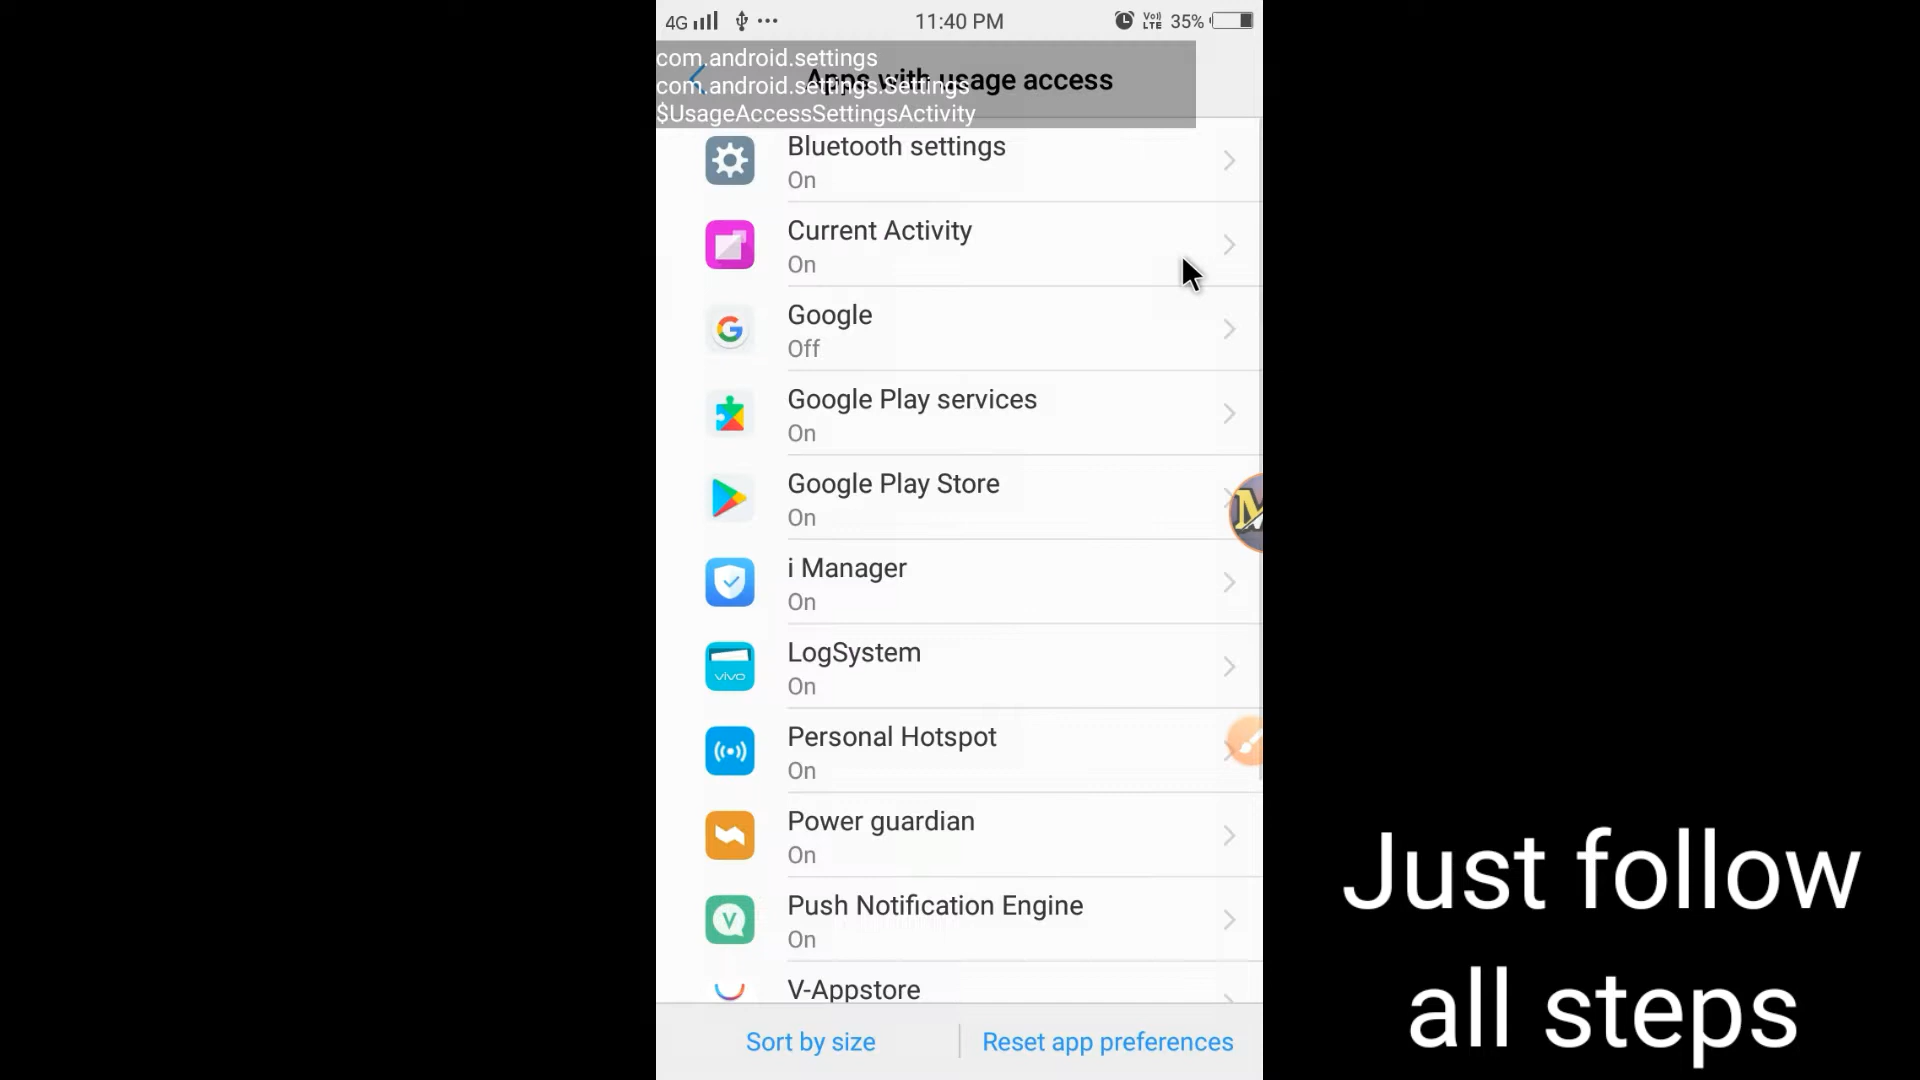 4G
11:40 PM
Vo))
LTE
35%
com.android.settings
Apps with usage access
com.android.settings.Settings
$UsageAccessSettingsActivity
Bluetooth settings
On
Current Activity
On
Google
Off
Google Play services
On
Google Play Store
On
i Manager
On
LogSystem
On
vivo
Personal Hotspot
On
Power guardian
On
Push Notification Engine
On
V-Appstore
Sort by size
Reset app preferences
Just follow
all steps